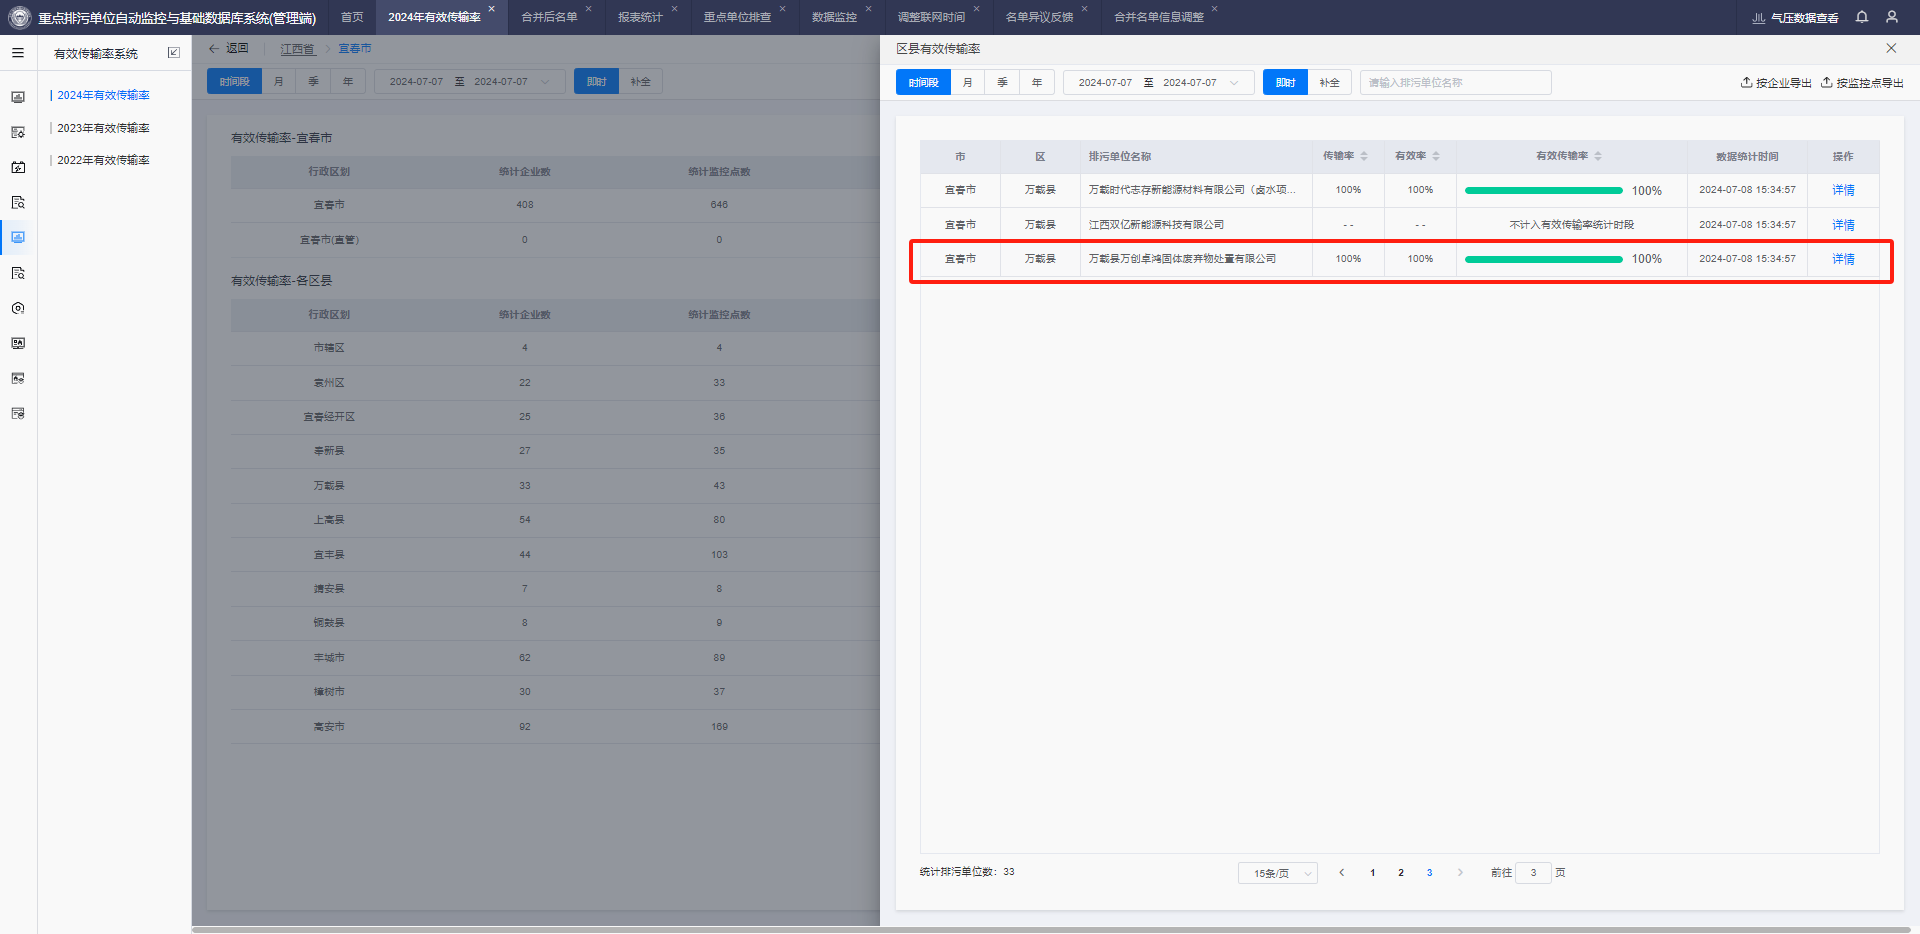 重点排污单位自动监控与基础数据库系统(管理端) 首页 2024年有效传输率 合并后名单 报表统计 重点单位排查 数据监控 调整联网时间 名单异议反馈 合并名单信息调整 气压数据查看
有效传输率系统
2024年有效传输率
2023年有效传输率
2022年有效传输率
返回 江西省 宜春市
时间段 月 季 年 2024-07-07 至 2024-07-07 即时 补全
有效传输率-宜春市
行政区划 统计企业数 统计监控点数
宜春市 408 646
宜春市(直管) 0 0
有效传输率-各区县
行政区划 统计企业数 统计监控点数
市辖区 4 4
袁州区 22 33
宜春经开区 25 36
奉新县 27 35
万载县 33 43
上高县 54 80
宜丰县 44 103
靖安县 7 8
铜鼓县 8 9
丰城市 62 89
樟树市 30 37
高安市 92 169
区县有效传输率
时间段 月 季 年 2024-07-07 至 2024-07-07 即时 补全 请输入排污单位名称 按企业导出 按监控点导出
市 区 排污单位名称 传输率 有效率 有效传输率 数据统计时间 操作
宜春市 万载县 万载时代志存新能源材料有限公司（卤水项... 100% 100% 100% 2024-07-08 15:34:57 详情
宜春市 万载县 江西双亿新能源科技有限公司 -- -- 不计入有效传输率统计时段 2024-07-08 15:34:57 详情
宜春市 万载县 万载县万创卓鸿固体废弃物处置有限公司 100% 100% 100% 2024-07-08 15:34:57 详情
统计排污单位数：33 15条/页 1 2 3 前往 3 页